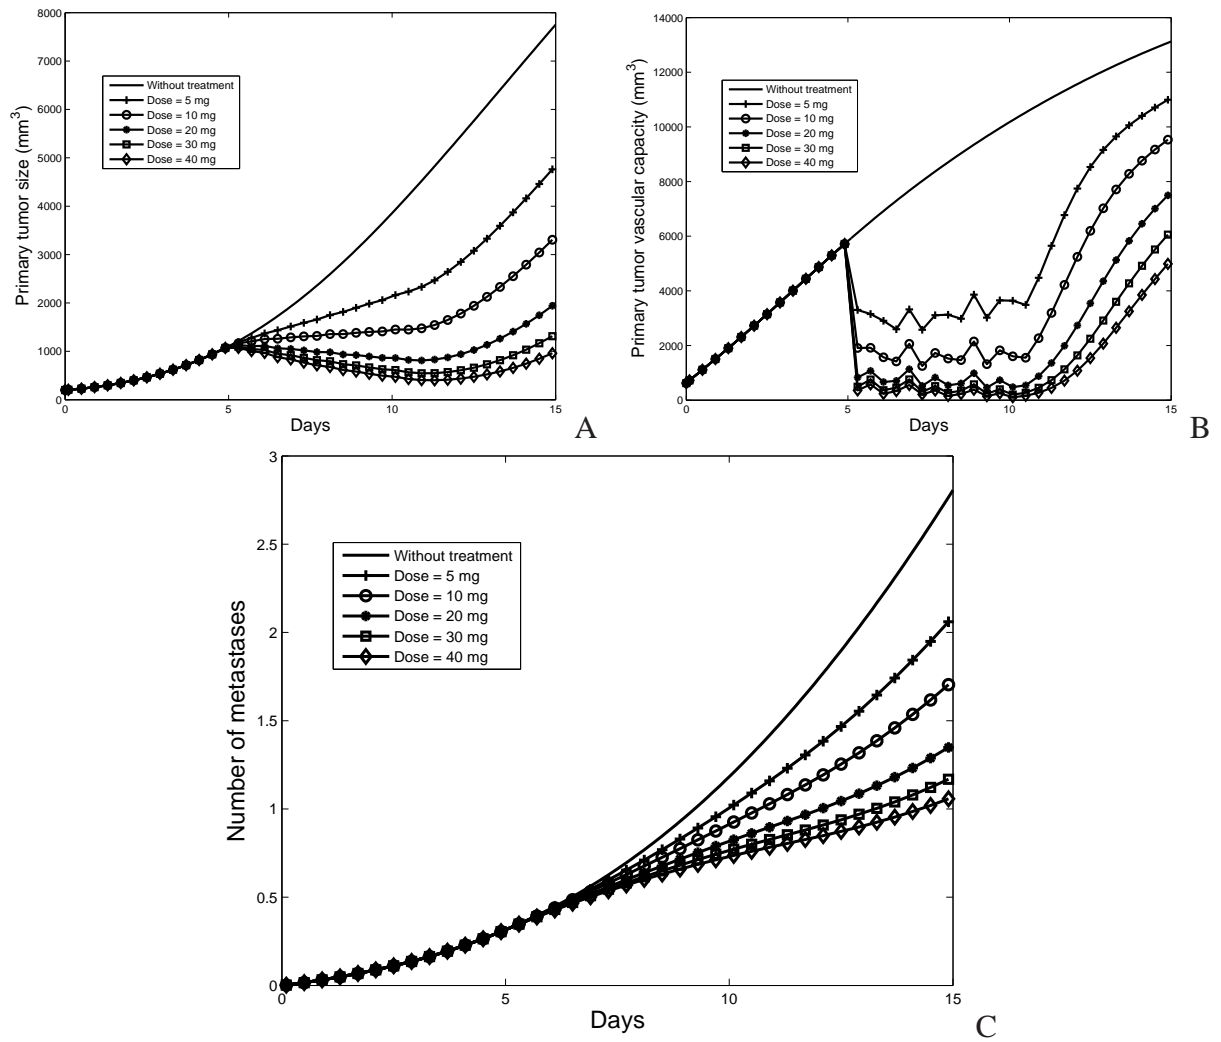 8000
7000
6000
5000
4000
3000
2000
1000
0
0 5 10 15
Primary tumor size (mm3)
Days
Without treatment
Dose = 5 mg
Dose = 10 mg
Dose = 20 mg
Dose = 30 mg
Dose = 40 mg
A
14000
12000
10000
8000
6000
4000
2000
0
0 5 10 15
Primary tumor vascular capacity (mm3)
Days
Without treatment
Dose = 5 mg
Dose = 10 mg
Dose = 20 mg
Dose = 30 mg
Dose = 40 mg
B
3
2.5
2
1.5
1
0.5
0
0 5 10 15
Number of metastases
Days
Without treatment
Dose = 5 mg
Dose = 10 mg
Dose = 20 mg
Dose = 30 mg
Dose = 40 mg
C